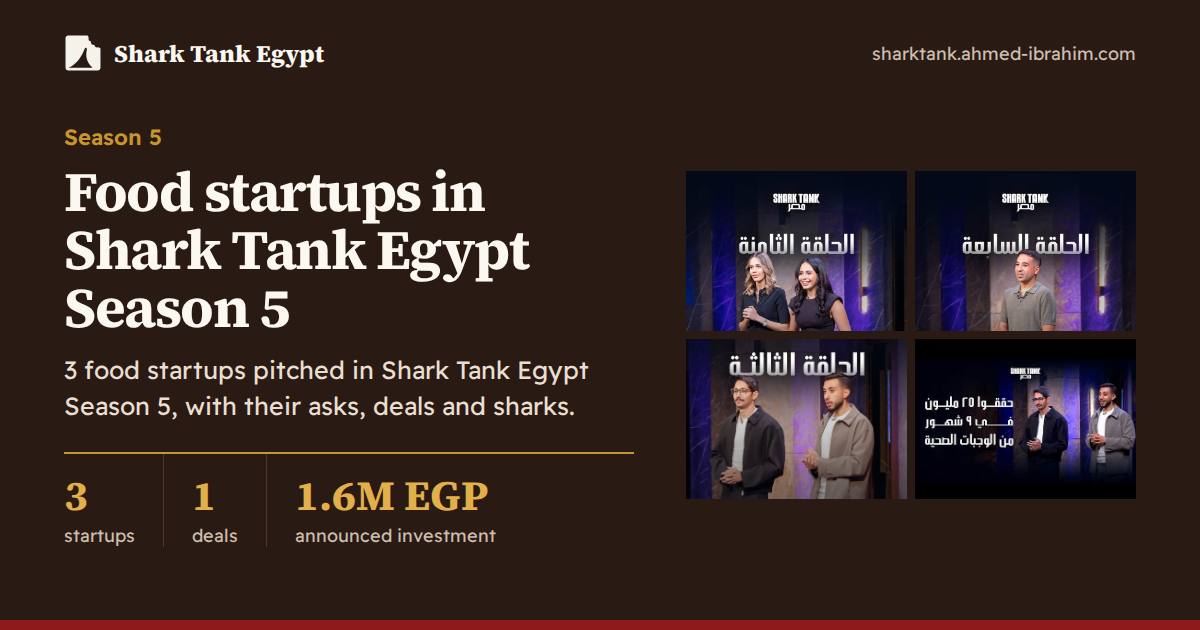 Shark Tank Egypt
sharktank.ahmed-ibrahim.com
Season 5
Food startups in
Shark Tank Egypt
Season 5
3 food startups pitched in Shark Tank Egypt
Season 5, with their asks, deals and sharks.
3
startups
1
deals
1.6M EGP
announced investment
SHARK TANK
مصر
الحلقة الثامنة
SHARK TANK
مصر
الحلقة السابعة
الحلقة الثالثة
SHARK TANK
مصر
حققوا ٢٥ مليون
في ٩ شهور
من الوجبات الصحية